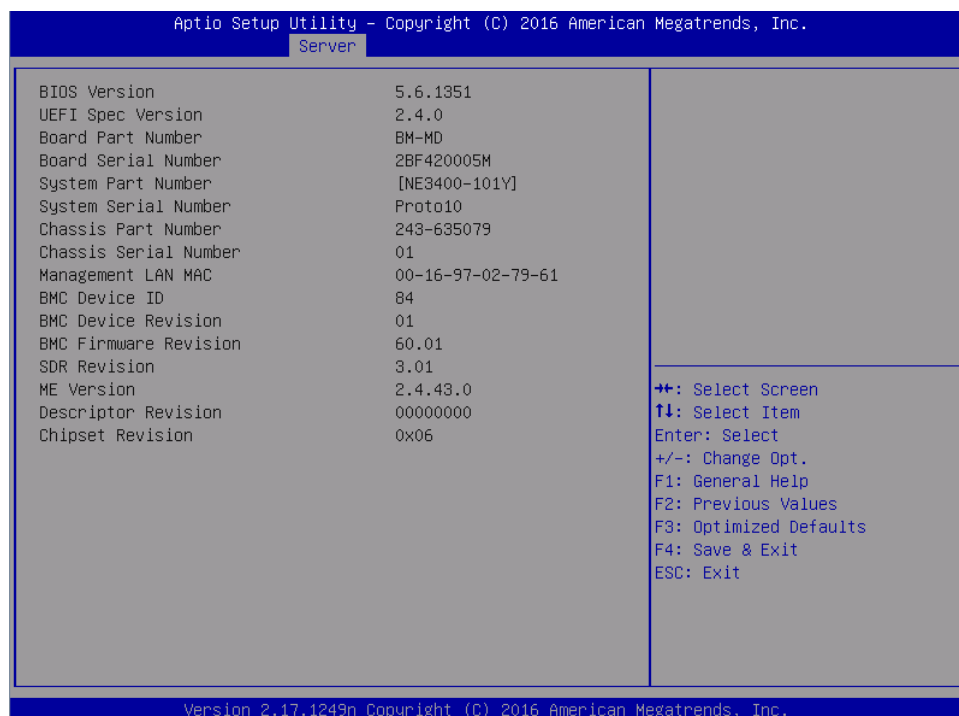 Aptio Setup Utility – Copyright (C) 2016 American Megatrends, Inc.
Server
BIOS Version 5.6.1351
UEFI Spec Version 2.4.0
Board Part Number BM-MD
Board Serial Number 2BF420005M
System Part Number [NE3400-101Y]
System Serial Number Proto10
Chassis Part Number 243-635079
Chassis Serial Number 01
Management LAN MAC 00-16-97-02-79-61
BMC Device ID 84
BMC Device Revision 01
BMC Firmware Revision 60.01
SDR Revision 3.01
ME Version 2.4.43.0
Descriptor Revision 00000000
Chipset Revision 0x06
→←: Select Screen
↑↓: Select Item
Enter: Select
+/-: Change Opt.
F1: General Help
F2: Previous Values
F3: Optimized Defaults
F4: Save & Exit
ESC: Exit
Version 2.17.1249n Copyright (C) 2016 American Megatrends, Inc.